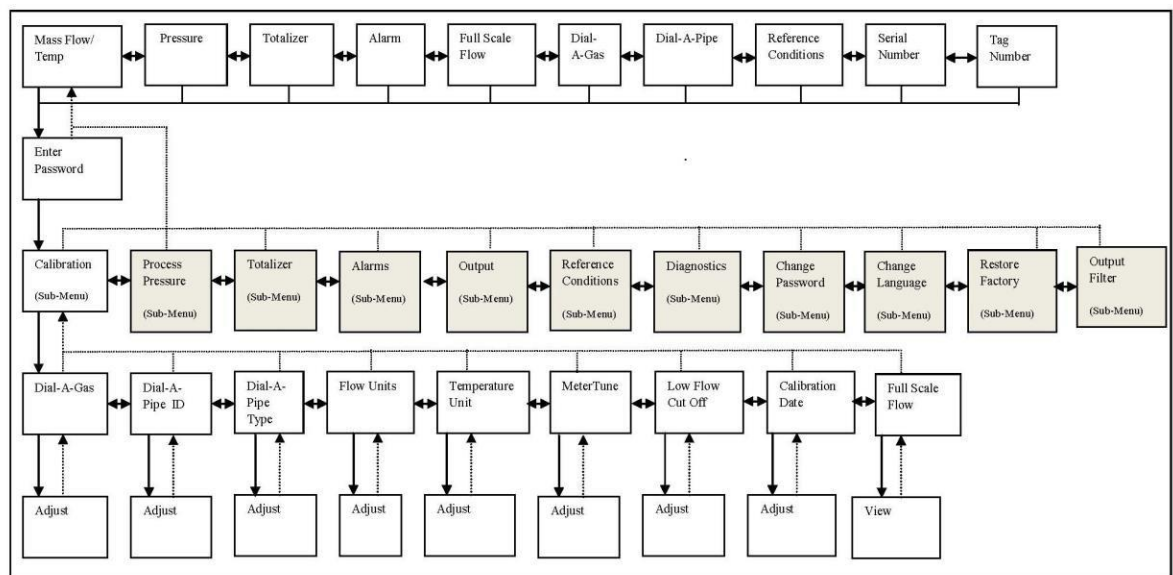 Mass Flow/
Temp
Pressure
Totalizer
Alarm
Full Scale
Flow
Dial-
A-Gas
Dial-A-Pipe
Reference
Conditions
Serial
Number
Tag
Number
Enter
Password
Calibration
(Sub-Menu)
Process
Pressure
(Sub-Menu)
Totalizer
(Sub-Menu)
Alarms
(Sub-Menu)
Output
(Sub-Menu)
Reference
Conditions
(Sub-Menu)
Diagnostics
(Sub-Menu)
Change
Password
(Sub-Menu)
Change
Language
(Sub-Menu)
Restore
Factory
(Sub-Menu)
Output
Filter
(Sub-Menu)
Dial-A-Gas
Dial-A-
Pipe ID
Dial-A-
Pipe
Type
Flow Units
Temperature
Unit
MeterTune
Low Flow
Cut Off
Calibration
Date
Full Scale
Flow
Adjust
Adjust
Adjust
Adjust
Adjust
Adjust
Adjust
Adjust
View